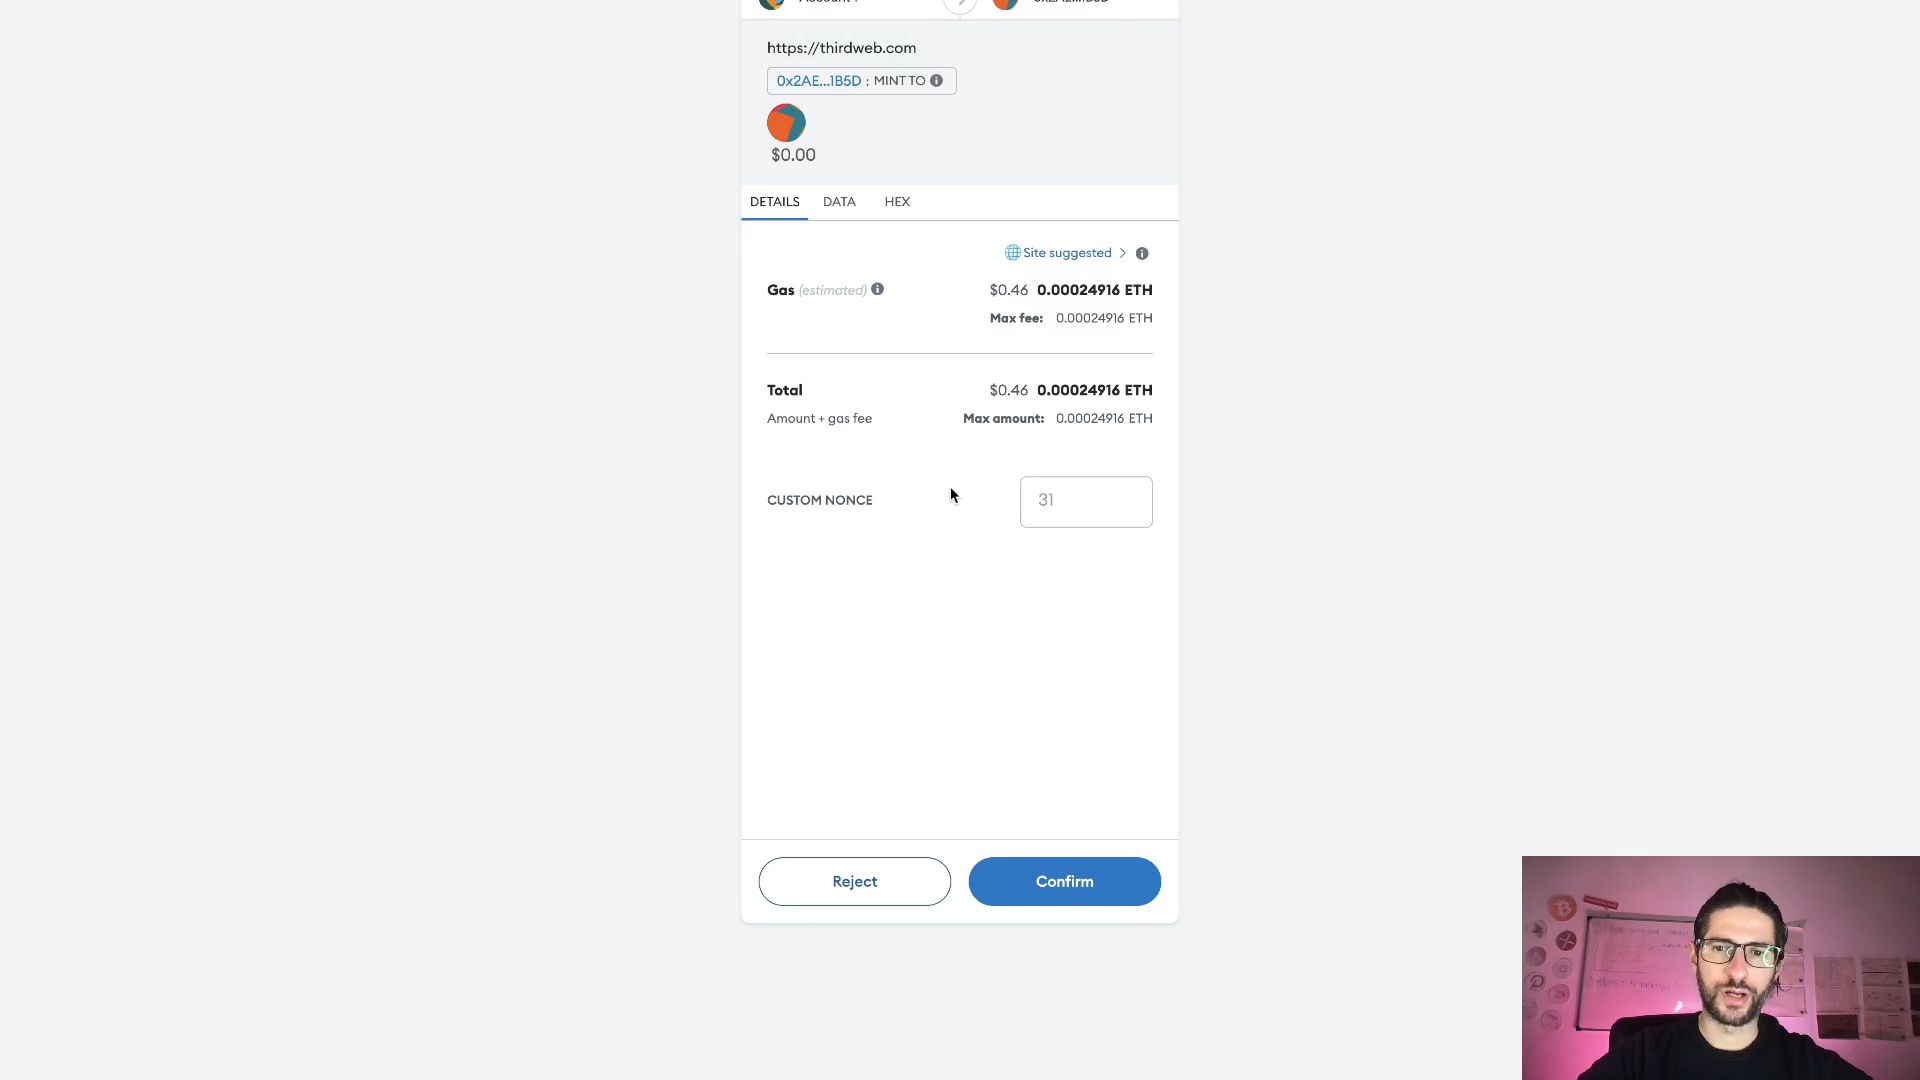 https://thirdweb.com
0x2AE...1B5D : MINT TO
$0.00
DETAILS DATA HEX
Site suggested >
Gas (estimated) $0.46 0.00024916 ETH
Max fee: 0.00024916 ETH
Total $0.46 0.00024916 ETH
Amount + gas fee Max amount: 0.00024916 ETH
CUSTOM NONCE 31
Reject Confirm